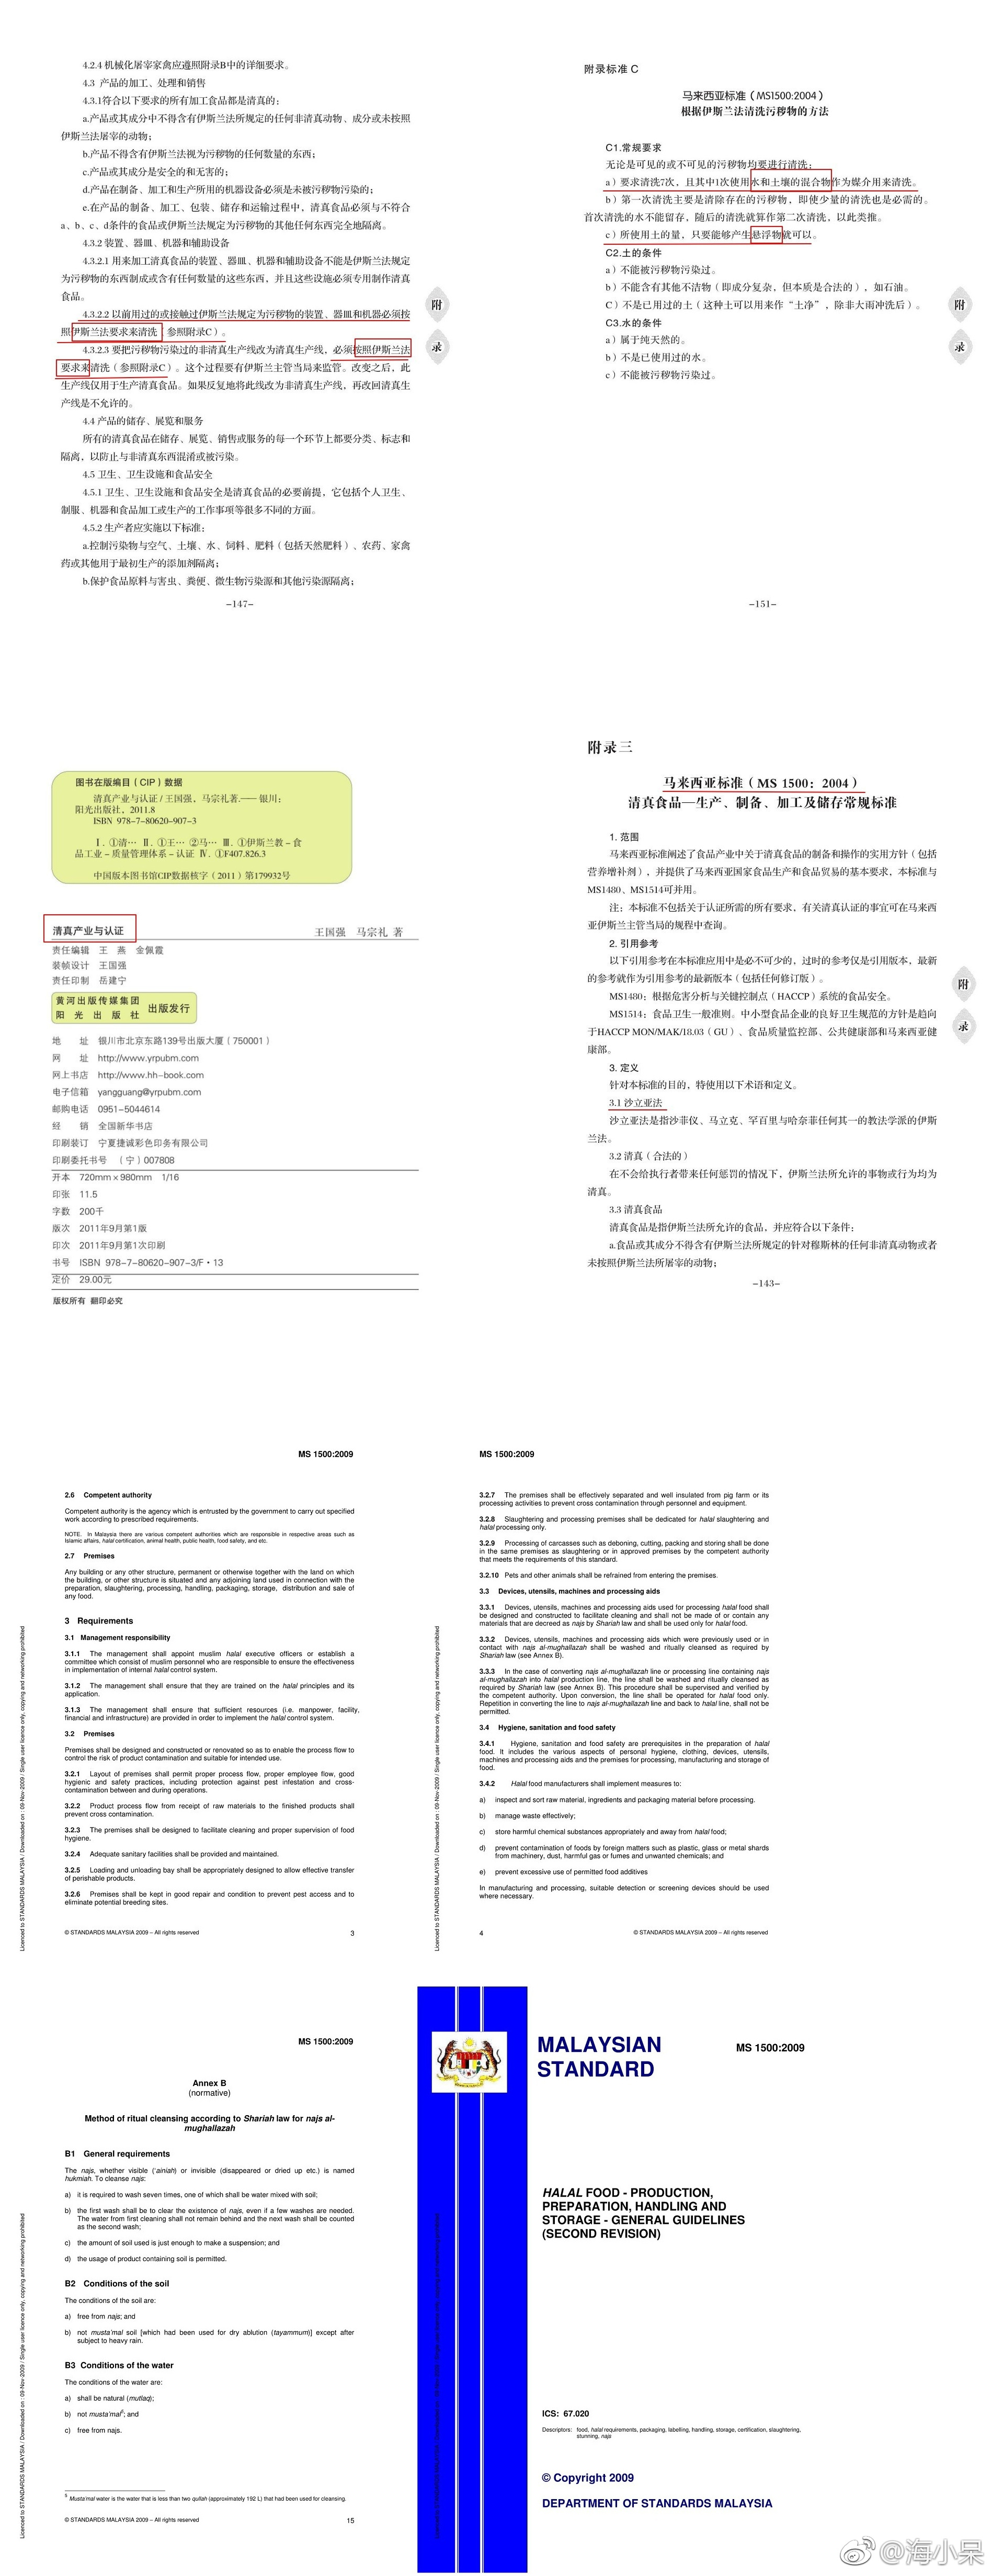 4.2.4 机械化屠宰家禽应遵照附录B中的详细要求。
4.3 产品的加工、处理和销售
4.3.1符合以下要求的所有加工食品都是清真的：
a.产品或其成分中不得含有伊斯兰法所规定的任何非清真动物、成分或未按照
伊斯兰法屠宰的动物；
b.产品不得含有伊斯兰法视为污秽物的任何数量的东西；
c.产品或其成分是安全的和无害的；
d.产品在制备、加工和生产所用的机器设备必须是未被污秽物污染的；
e.在产品的制备、加工、包装、储存和运输过程中，清真食品必须与不符合
a、b、c、d条件的食品或伊斯兰法规定为污秽物的其他任何东西完全地隔离。
4.3.2 装置、器皿、机器和辅助设备
4.3.2.1 用来加工清真食品的装置、器皿、机器和辅助设备不能是伊斯兰法规定
为污秽物的东西制成或含有任何数量的这些东西，并且这些设施必须专用制作清真
食品。
4.3.2.2 以前用过的或接触过伊斯兰法规定为污秽物的装置、器皿和机器必须按
照伊斯兰法要求来清洗（参照附录C）。
4.3.2.3 要把污秽物污染过的非清真生产线改为清真生产线，必须按照伊斯兰法
要求来清洗（参照附录C）。这个过程要有伊斯兰主管当局来监管。改变之后，此
生产线仅用于生产清真食品。如果反复地将此线改为非清真生产线，再改回清真生
产线是不允许的。
4.4 产品的储存、展览和服务
所有的清真食品在储存、展览、销售或服务的每一个环节上都要分类、标志和
隔离，以防止与非清真东西混淆或被污染。
4.5 卫生、卫生设施和食品安全
4.5.1 卫生、卫生设施和食品安全是清真食品的必要前提，它包括个人卫生、
制服、机器和食品加工或生产的工作事项等很多不同的方面。
4.5.2 生产者应实施以下标准：
a.控制污染物与空气、土壤、水、饲料、肥料（包括天然肥料）、农药、家禽
药或其他用于最初生产的添加剂隔离；
b.保护食品原料与害虫、粪便、微生物污染源和其他污染源隔离；
–147–
附
录
附录标准 C
马来西亚标准（MS1500:2004）
根据伊斯兰法清洗污秽物的方法
C1.常规要求
无论是可见的或不可见的污秽物均要进行清洗：
a）要求清洗7次，且其中1次使用水和土壤的混合物作为媒介用来清洗。
b）第一次清洗主要是清除存在的污秽物，即使少量的清洗也是必需的。
首次清洗的水不能留存，随后的清洗就算作第二次清洗，以此类推。
c）所使用土的量，只要能够产生悬浮物就可以。
C2.土的条件
a）不能被污秽物污染过。
b）不能含有其他不洁物（即成分复杂，但本质是合法的），如石油。
C）不是已用过的土（这种土可以用来作“土净”，除非大雨冲洗后）。
C3.水的条件
a）属于纯天然的。
b）不是已使用过的水。
c）不能被污秽物污染过。
–151–
附
录
图书在版编目（CIP）数据
清真产业与认证 / 王国强，马宗礼著.—— 银川：
阳光出版社，2011.8
ISBN 978-7-80620-907-3
Ⅰ. ①清… Ⅱ. ①王… ②马… Ⅲ. ①伊斯兰教－食
品工业－质量管理体系－认证 Ⅳ. ①F407.826.3
中国版本图书馆CIP数据核字（2011）第179932号
清真产业与认证
王国强 马宗礼 著
责任编辑 王 燕 金佩霞
装帧设计 王国强
责任印制 岳建宁
黄河出版传媒集团
阳光出版社 出版发行
地 址 银川市北京东路139号出版大厦（750001）
网 址 http://www.yrpubm.com
网上书店 http://www.hh-book.com
电子信箱 yangguang@yrpubm.com
邮购电话 0951-5044614
经 销 全国新华书店
印刷装订 宁夏捷诚彩色印务有限公司
印刷委托书号 （宁）007808
开本 720mm×980mm 1/16
印张 11.5
字数 200千
版次 2011年9月第1版
印次 2011年9月第1次印刷
书号 ISBN 978-7-80620-907-3/F·13
定价 29.00元
版权所有 翻印必究
附录三
马来西亚标准（MS 1500：2004）
清真食品—生产、制备、加工及储存常规标准
1. 范围
马来西亚标准阐述了食品产业中关于清真食品的制备和操作的实用方针（包括
营养增补剂），并提供了马来西亚国家食品生产和食品贸易的基本要求，本标准与
MS1480、MS1514可并用。
注：本标准不包括关于认证所需的所有要求，有关清真认证的事宜可在马来西
亚伊斯兰主管当局的规程中查询。
2. 引用参考
以下引用参考在本标准应用中是必不可少的，过时的参考仅是引用版本，最新
的参考就作为引用参考的最新版本（包括任何修订版）。
MS1480：根据危害分析与关键控制点（HACCP）系统的食品安全。
MS1514：食品卫生一般准则。中小型食品企业的良好卫生规范的方针是趋向
于HACCP MON/MAK/18.03（GU）、食品质量监控部、公共健康部和马来西亚健
康部。
3. 定义
针对本标准的目的，特使用以下术语和定义。
3.1 沙立亚法
沙立亚法是指沙菲仪、马立克、罕百里与哈奈菲任何其一的教法学派的伊斯
兰法。
3.2 清真（合法的）
在不会给执行者带来任何惩罚的情况下，伊斯兰法所允许的事物或行为均为
清真。
3.3 清真食品
清真食品是指伊斯兰法所允许的食品，并应符合以下条件：
a.食品或其成分不得含有伊斯兰法所规定的针对穆斯林的任何非清真动物或者
未按照伊斯兰法所屠宰的动物；
–143–
附
录
MS 1500:2009
2.6 Competent authority
Competent authority is the agency which is entrusted by the government to carry out specified
work according to prescribed requirements.
NOTE. In Malaysia there are various competent authorities which are responsible in respective areas such as
Islamic affairs, halal certification, animal health, public health, food safety, and etc.
2.7 Premises
Any building or any other structure, permanent or otherwise together with the land on which
the building, or other structure is situated and any adjoining land used in connection with the
preparation, slaughtering, processing, handling, packaging, storage, distribution and sale of
any food.
3 Requirements
3.1 Management responsibility
3.1.1 The management shall appoint muslim halal executive officers or establish a
committee which consist of muslim personnel who are responsible to ensure the effectiveness
in implementation of internal halal control system.
3.1.2 The management shall ensure that they are trained on the halal principles and its
application.
3.1.3 The management shall ensure that sufficient resources (i.e. manpower, facility,
financial and infrastructure) are provided in order to implement the halal control system.
3.2 Premises
Premises shall be designed and constructed or renovated so as to enable the process flow to
control the risk of product contamination and suitable for intended use.
3.2.1 Layout of premises shall permit proper process flow, proper employee flow, good
hygienic and safety practices, including protection against pest infestation and cross-
contamination between and during operations.
3.2.2 Product process flow from receipt of raw materials to the finished products shall
prevent cross contamination.
3.2.3 The premises shall be designed to facilitate cleaning and proper supervision of food
hygiene.
3.2.4 Adequate sanitary facilities shall be provided and maintained.
3.2.5 Loading and unloading bay shall be appropriately designed to allow effective transfer
of perishable products.
3.2.6 Premises shall be kept in good repair and condition to prevent pest access and to
eliminate potential breeding sites.
© STANDARDS MALAYSIA 2009 – All rights reserved
3
Licenced to STANDARDS MALAYSIA / Downloaded on : 09-Nov-2009 / Single user licence only, copying and networking prohibited
MS 1500:2009
3.2.7 The premises shall be effectively separated and well insulated from pig farm or its
processing activities to prevent cross contamination through personnel and equipment.
3.2.8 Slaughtering and processing premises shall be dedicated for halal slaughtering and
halal processing only.
3.2.9 Processing of carcasses such as deboning, cutting, packing and storing shall be done
in the same premises as slaughtering or in approved premises by the competent authority
that meets the requirements of this standard.
3.2.10 Pets and other animals shall be refrained from entering the premises.
3.3 Devices, utensils, machines and processing aids
3.3.1 Devices, utensils, machines and processing aids used for processing halal food shall
be designed and constructed to facilitate cleaning and shall not be made of or contain any
materials that are decreed as najs by Shariah law and shall be used only for halal food.
3.3.2 Devices, utensils, machines and processing aids which were previously used or in
contact with najs al-mughallazah shall be washed and ritually cleansed as required by
Shariah law (see Annex B).
3.3.3 In the case of converting najs al-mughallazah line or processing line containing najs
al-mughallazah into halal production line, the line shall be washed and ritually cleansed as
required by Shariah law (see Annex B). This procedure shall be supervised and verified by
the competent authority. Upon conversion, the line shall be operated for halal food only.
Repetition in converting the line to najs al-mughallazah line and back to halal line, shall not be
permitted.
3.4 Hygiene, sanitation and food safety
3.4.1 Hygiene, sanitation and food safety are prerequisites in the preparation of halal
food. It includes the various aspects of personal hygiene, clothing, devices, utensils,
machines and processing aids and the premises for processing, manufacturing and storage of
food.
3.4.2 Halal food manufacturers shall implement measures to:
a) inspect and sort raw material, ingredients and packaging material before processing.
b) manage waste effectively;
c) store harmful chemical substances appropriately and away from halal food;
d) prevent contamination of foods by foreign matters such as plastic, glass or metal shards
from machinery, dust, harmful gas or fumes and unwanted chemicals; and
e) prevent excessive use of permitted food additives
In manufacturing and processing, suitable detection or screening devices should be used
where necessary.
4
© STANDARDS MALAYSIA 2009 – All rights reserved
Licenced to STANDARDS MALAYSIA / Downloaded on : 09-Nov-2009 / Single user licence only, copying and networking prohibited
MS 1500:2009
Annex B
(normative)
Method of ritual cleansing according to Shariah law for najs al-
mughallazah
B1 General requirements
The najs, whether visible (‘ainiah) or invisible (disappeared or dried up etc.) is named
hukmiah. To cleanse najs:
a) it is required to wash seven times, one of which shall be water mixed with soil;
b) the first wash shall be to clear the existence of najs, even if a few washes are needed.
The water from first cleaning shall not remain behind and the next wash shall be counted
as the second wash;
c) the amount of soil used is just enough to make a suspension; and
d) the usage of product containing soil is permitted.
B2 Conditions of the soil
The conditions of the soil are:
a) free from najs; and
b) not musta’mal soil [which had been used for dry ablution (tayammum)] except after
subject to heavy rain.
B3 Conditions of the water
The conditions of the water are:
a) shall be natural (mutlaq);
b) not musta’mal5; and
c) free from najs.
5 Musta’mal water is the water that is less than two qullah (approximately 192 L) that had been used for cleansing.
© STANDARDS MALAYSIA 2009 – All rights reserved
15
Licenced to STANDARDS MALAYSIA / Downloaded on : 09-Nov-2009 / Single user licence only, copying and networking prohibited
MALAYSIAN
STANDARD
MS 1500:2009
HALAL FOOD - PRODUCTION,
PREPARATION, HANDLING AND
STORAGE - GENERAL GUIDELINES
(SECOND REVISION)
ICS: 67.020
Descriptors: food, halal requirements, packaging, labelling, handling, storage, certification, slaughtering,
stunning, najs
© Copyright 2009
DEPARTMENT OF STANDARDS MALAYSIA
@海小呆